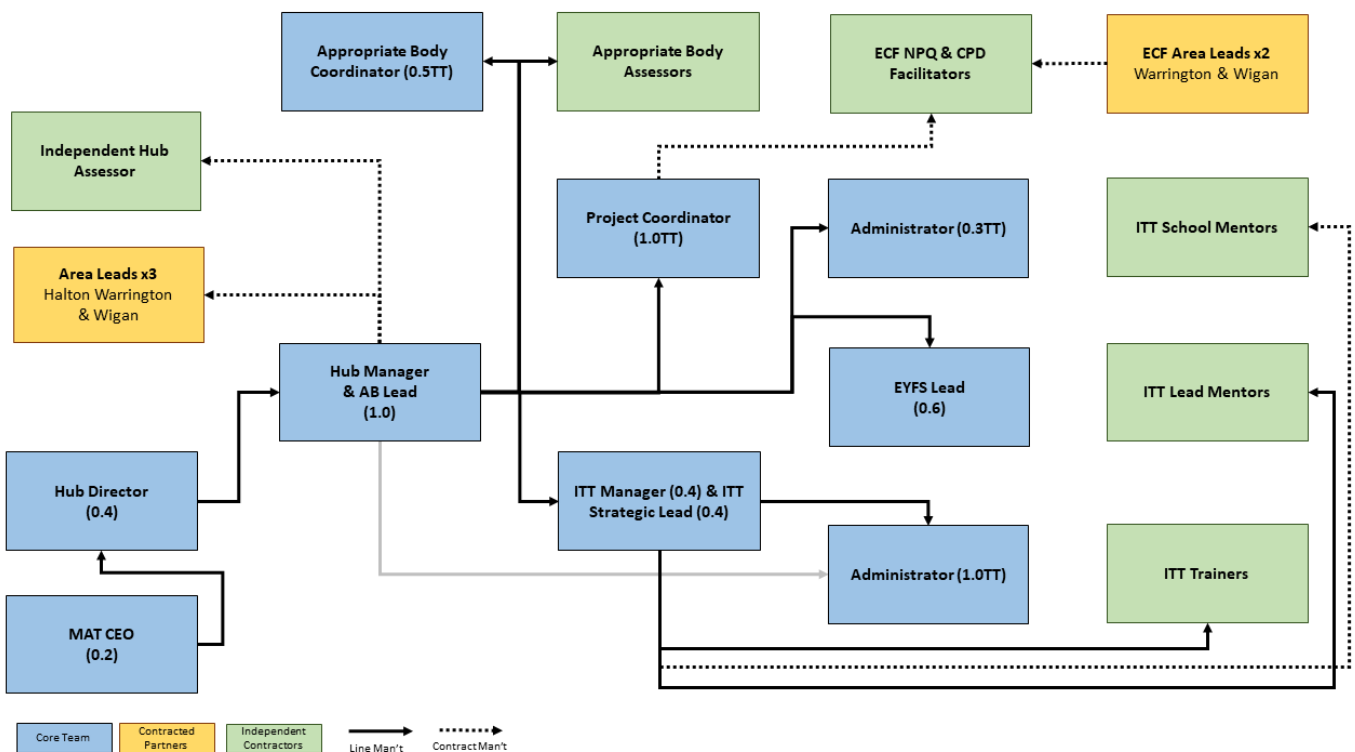 Appropriate Body
Coordinator (0.5TT)
Appropriate Body
Assessors
ECF NPQ & CPD
Facilitators
ECF Area Leads x2
Warrington & Wigan
Independent Hub
Assessor
Project Coordinator
(1.0TT)
Administrator (0.3TT)
ITT School Mentors
Area Leads x3
Halton Warrington
& Wigan
Hub Manager
& AB Lead
(1.0)
EYFS Lead
(0.6)
ITT Lead Mentors
Hub Director
(0.4)
ITT Manager (0.4) & ITT
Strategic Lead (0.4)
Administrator (1.0TT)
ITT Trainers
MAT CEO
(0.2)
Core Team
Contracted
Partners
Independent
Contractors
Line Man't
Contract Man't